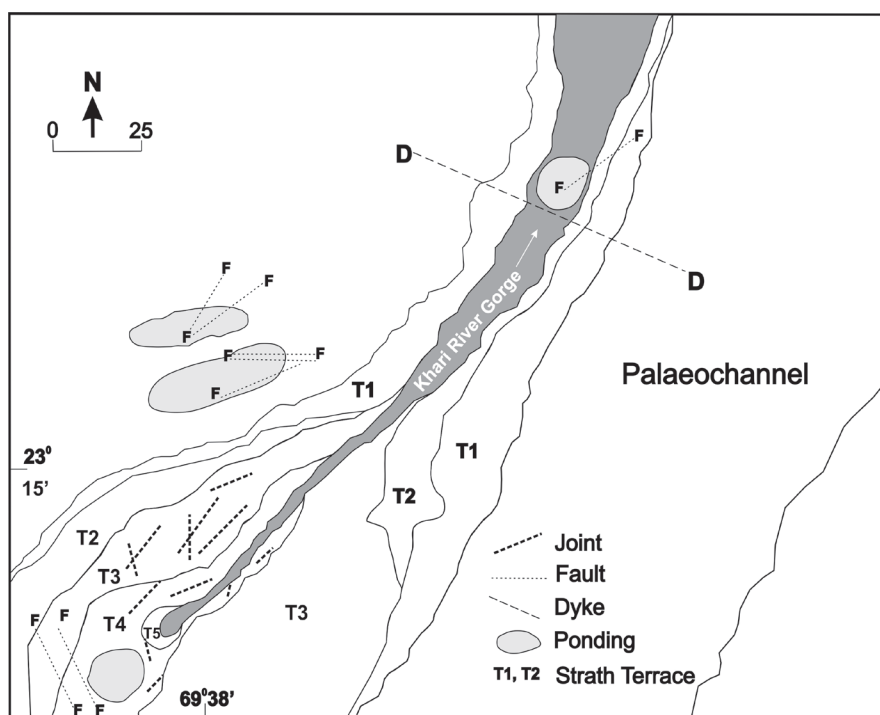 N
0 25
D
F
F
D
F
F
F
F
F
F
Khari River Gorge
Palaeochannel
T1
T1
23⁰
15'
T2
T2
T3
T3
T4
T5
F
F
F F
69⁰38'
Joint
Fault
Dyke
Ponding
T1, T2 Strath Terrace